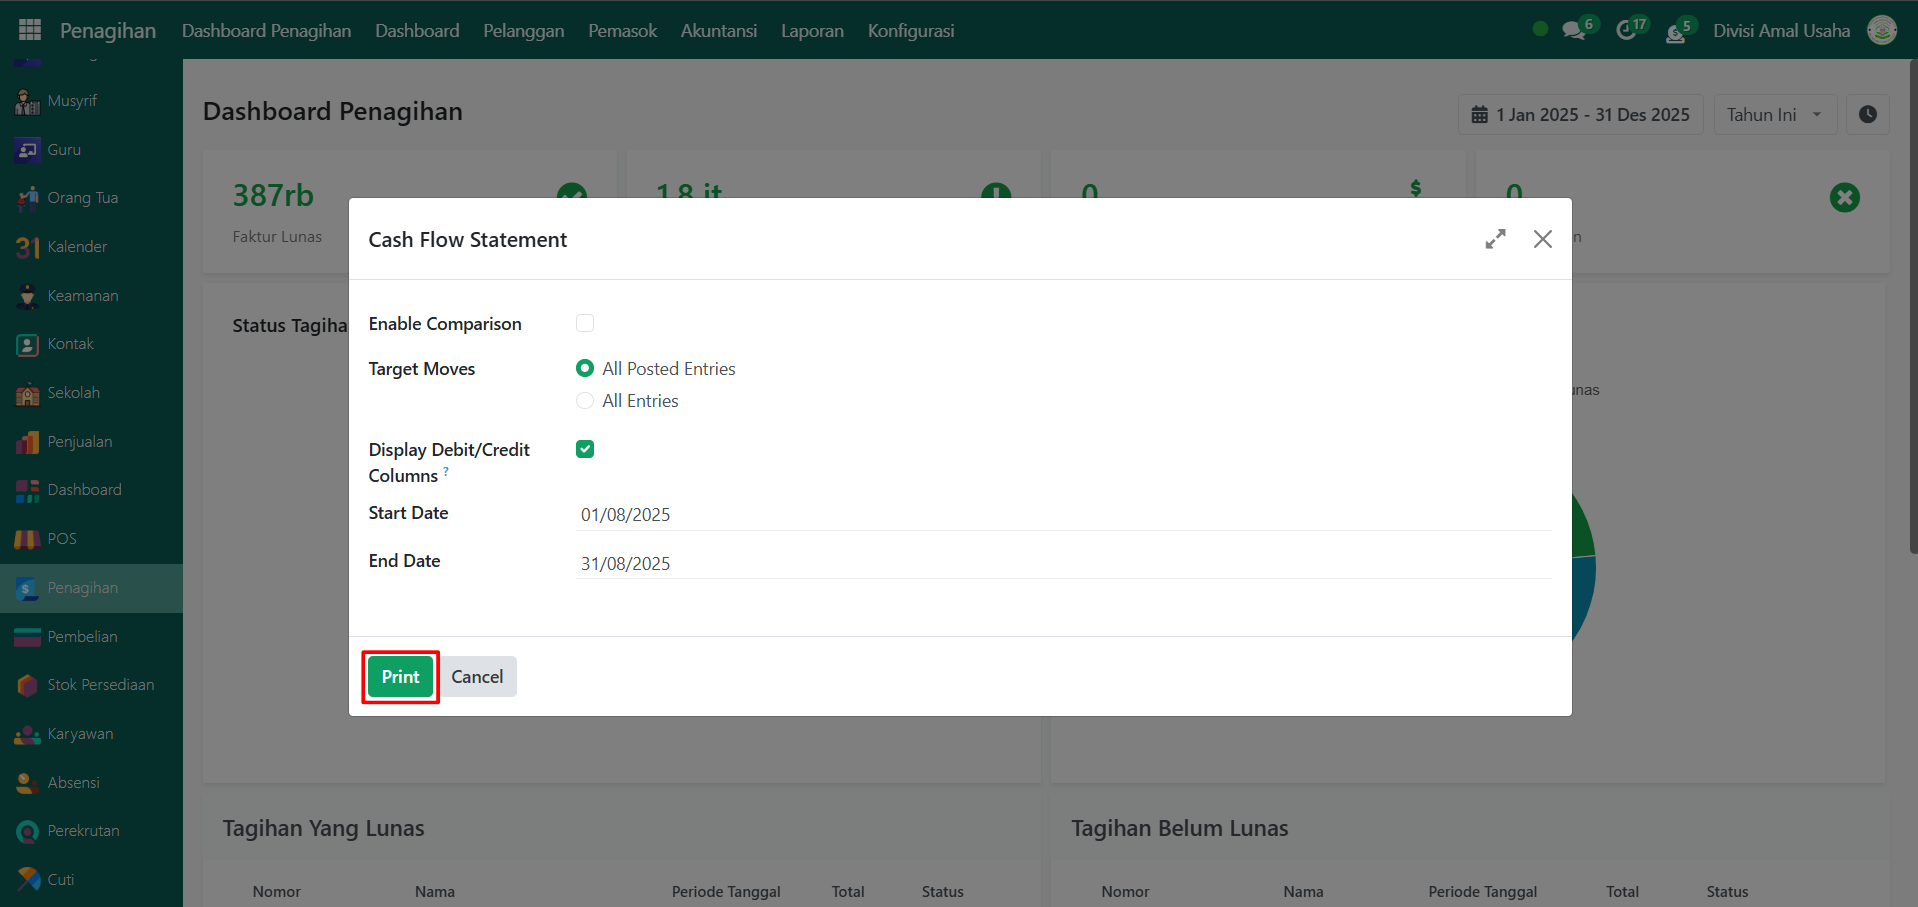 Penagihan
Dashboard Penagihan
Dashboard
Pelanggan
Pemasok
Akuntansi
Laporan
Konfigurasi
6
17
5
Divisi Amal Usaha
Musyrif
Guru
Orang Tua
31 Kalender
Keamanan
Kontak
Sekolah
Penjualan
Dashboard
POS
Penagihan
Pembelian
Stok Persediaan
Karyawan
Absensi
Perekrutan
Cuti
Dashboard Penagihan
1 Jan 2025 - 31 Des 2025
Tahun Ini
387rb
Faktur Lunas
1,8 jt
0
$
0
n
Status Tagiha
unas
Cash Flow Statement
Enable Comparison
Target Moves
All Posted Entries
All Entries
Display Debit/Credit
Columns ?
Start Date
01/08/2025
End Date
31/08/2025
Print
Cancel
Tagihan Yang Lunas
Nomor Nama Periode Tanggal Total Status
Tagihan Belum Lunas
Nomor Nama Periode Tanggal Total Status